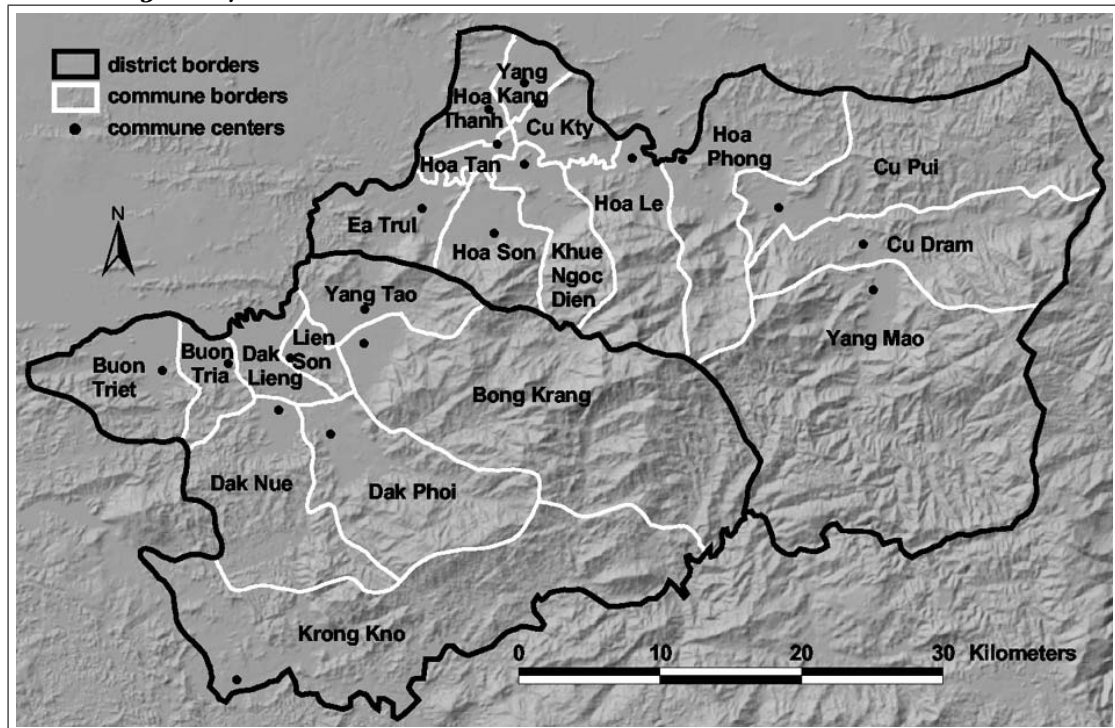 district borders
commune borders
commune centers
N
Yang
Kang
Hoa
Thanh
Cu Kty
Hoa Tan
Hoa
Phong
Cu Pui
Ea Trul
Hoa Le
Hoa Son
Khue
Ngoc
Dien
Cu Dram
Yang Tao
Lien
Son
Buon
Tria
Dak
Lieng
Buon
Triet
Yang Mao
Bong Krang
Dak Nue
Dak Phoi
Krong Kno
0 10 20 30 Kilometers